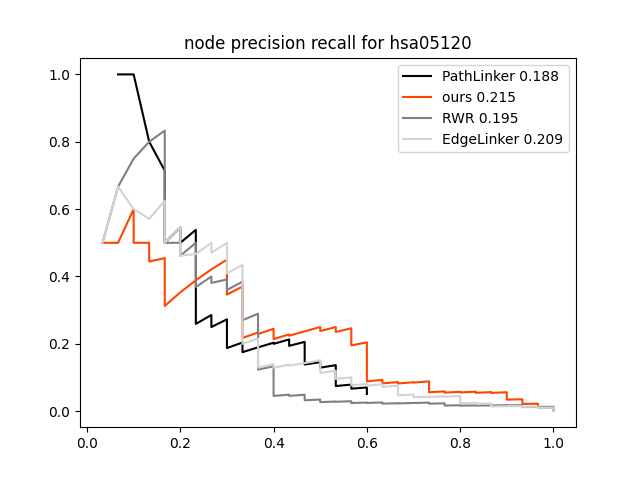 node precision recall for hsa05120
PathLinker 0.188
ours 0.215
RWR 0.195
EdgeLinker 0.209
1.0
0.8
0.6
0.4
0.2
0.0
0.0 0.2 0.4 0.6 0.8 1.0